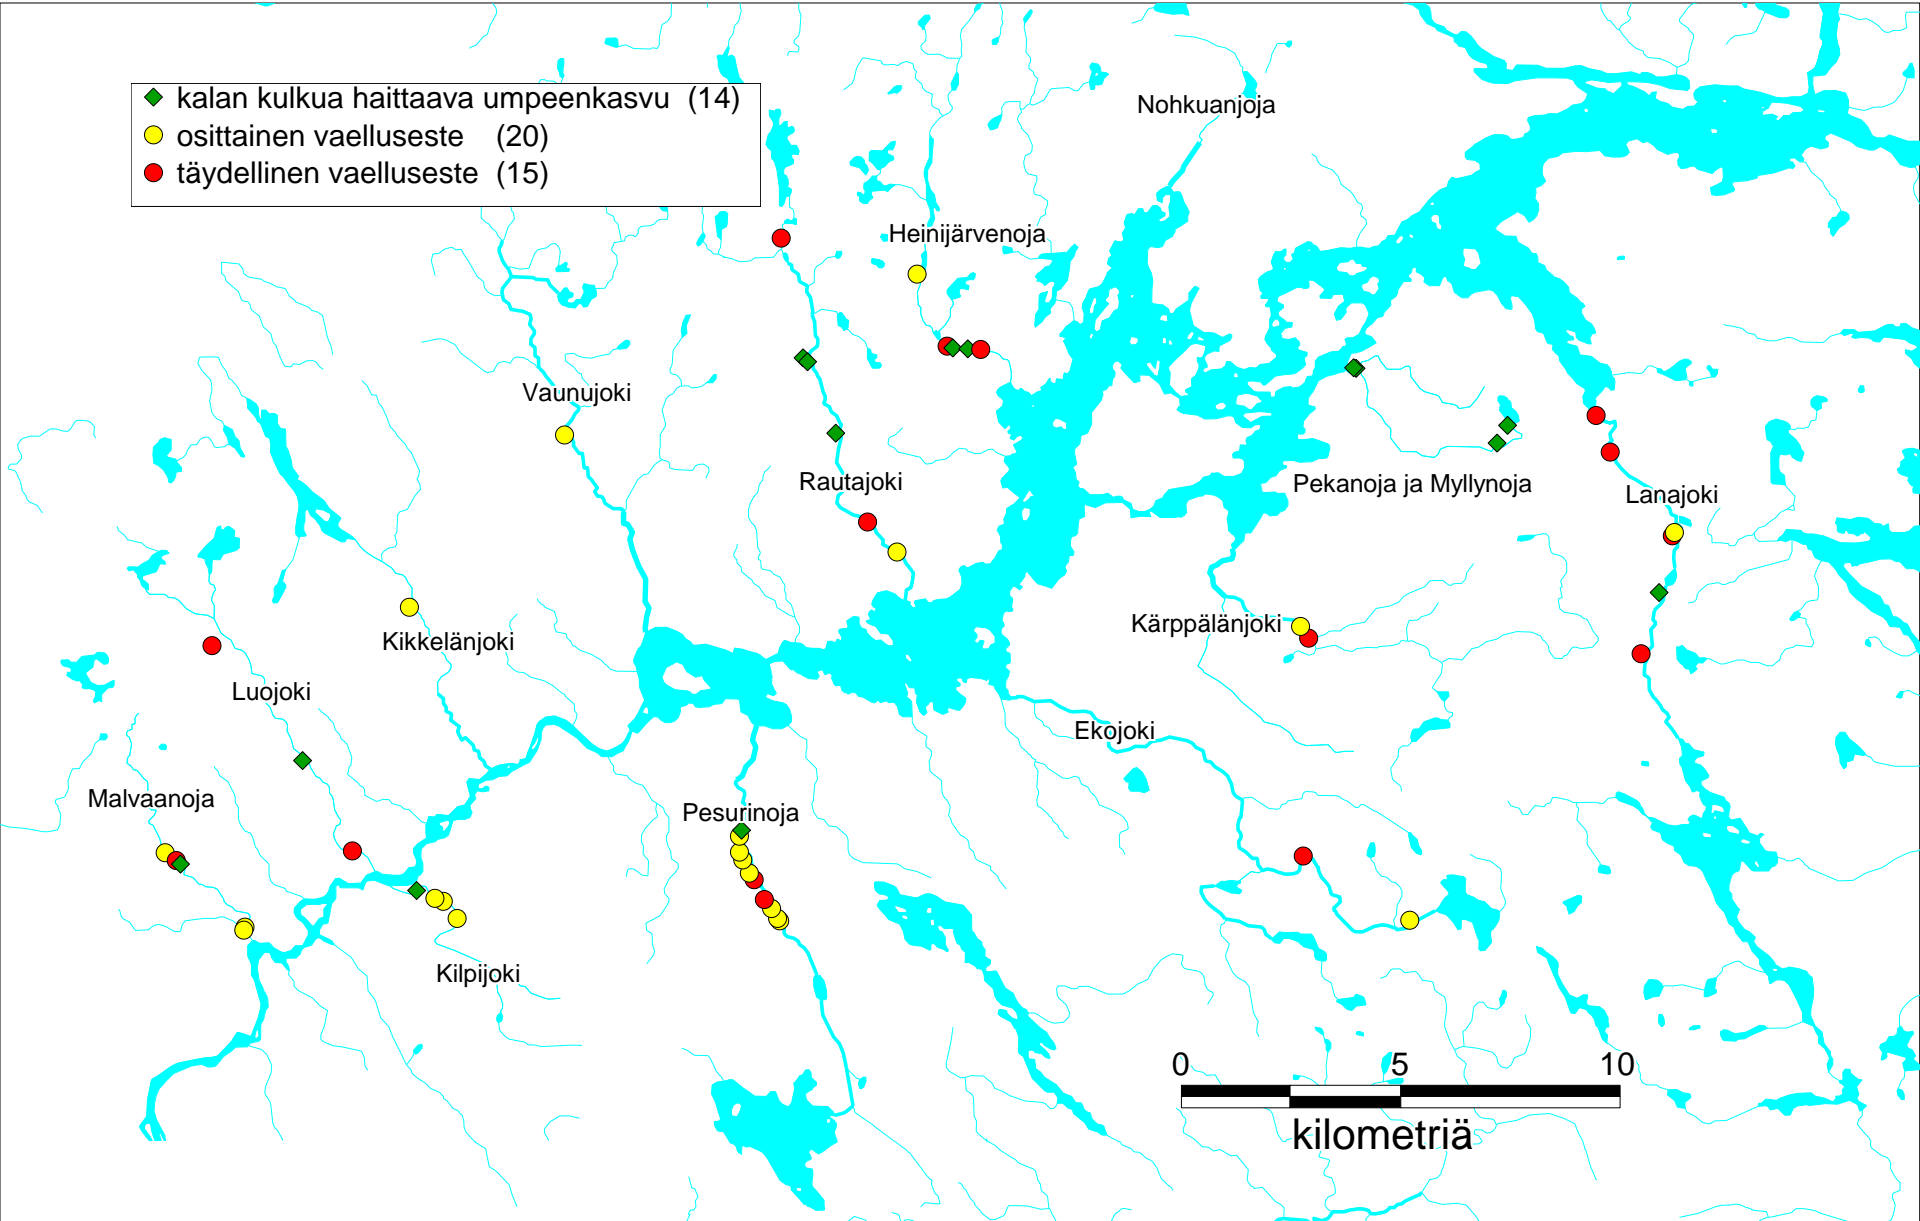 kalan kulkua haittaava umpeenkasvu (14)
osittainen vaelluseste (20)
täydellinen vaelluseste (15)
Nohkuanjoja
Heinijärvenoja
Vaunujoki
Rautajoki
Pekanoja ja Myllynoja
Lanajoki
Kärppälänjoki
Kikkelänjoki
Luojoki
Ekojoki
Malvaanoja
Pesurinoja
Kilpijoki
0 5 10
kilometriä